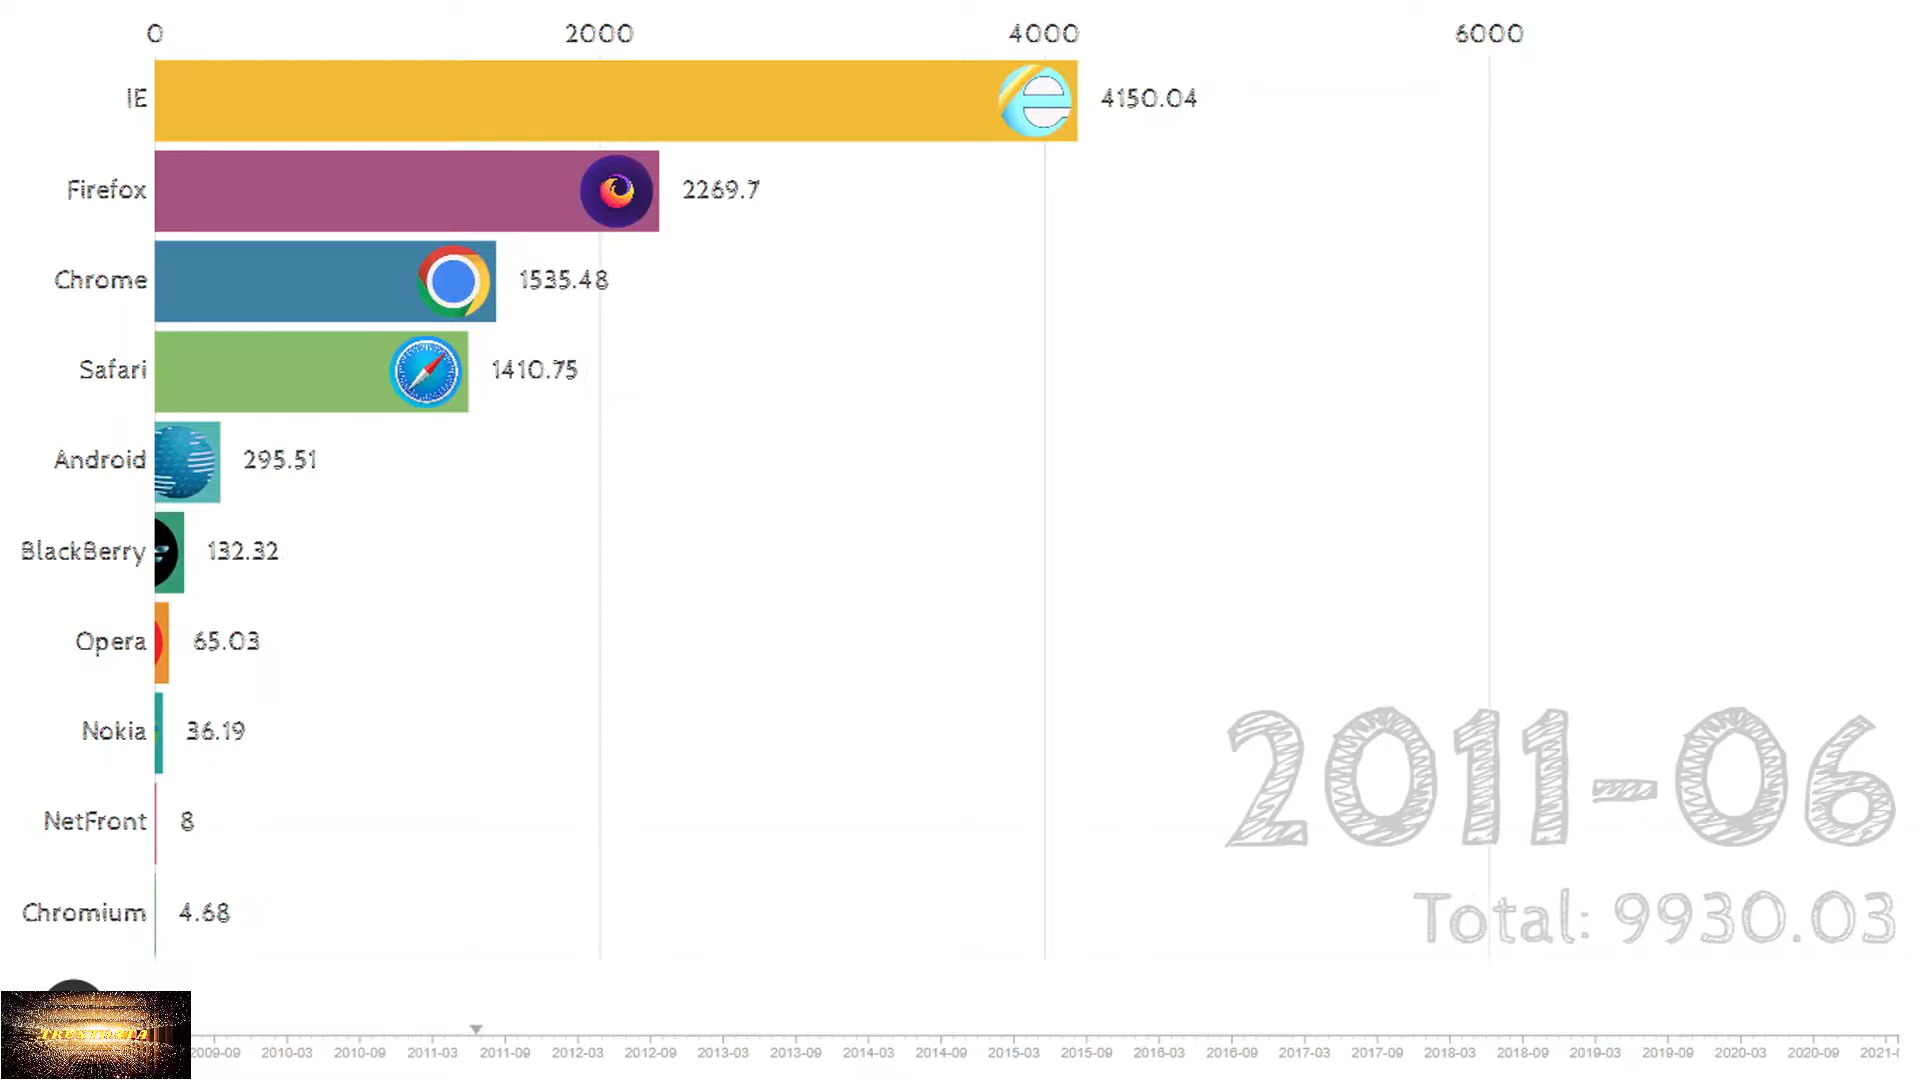 0 2000 4000 6000
IE 4150.04
Firefox 2269.7
Chrome 1535.48
Safari 1410.75
Android 295.51
BlackBerry 132.32
Opera 65.03
Nokia 36.19
NetFront 8
Chromium 4.68
2011-06
Total: 9930.03
2009-09 2010-03 2010-09 2011-03 2011-09 2012-03 2012-09 2013-03 2013-09 2014-03 2014-09 2015-03 2015-09 2016-03 2016-09 2017-03 2017-09 2018-03 2018-09 2019-03 2019-09 2020-03 2020-09